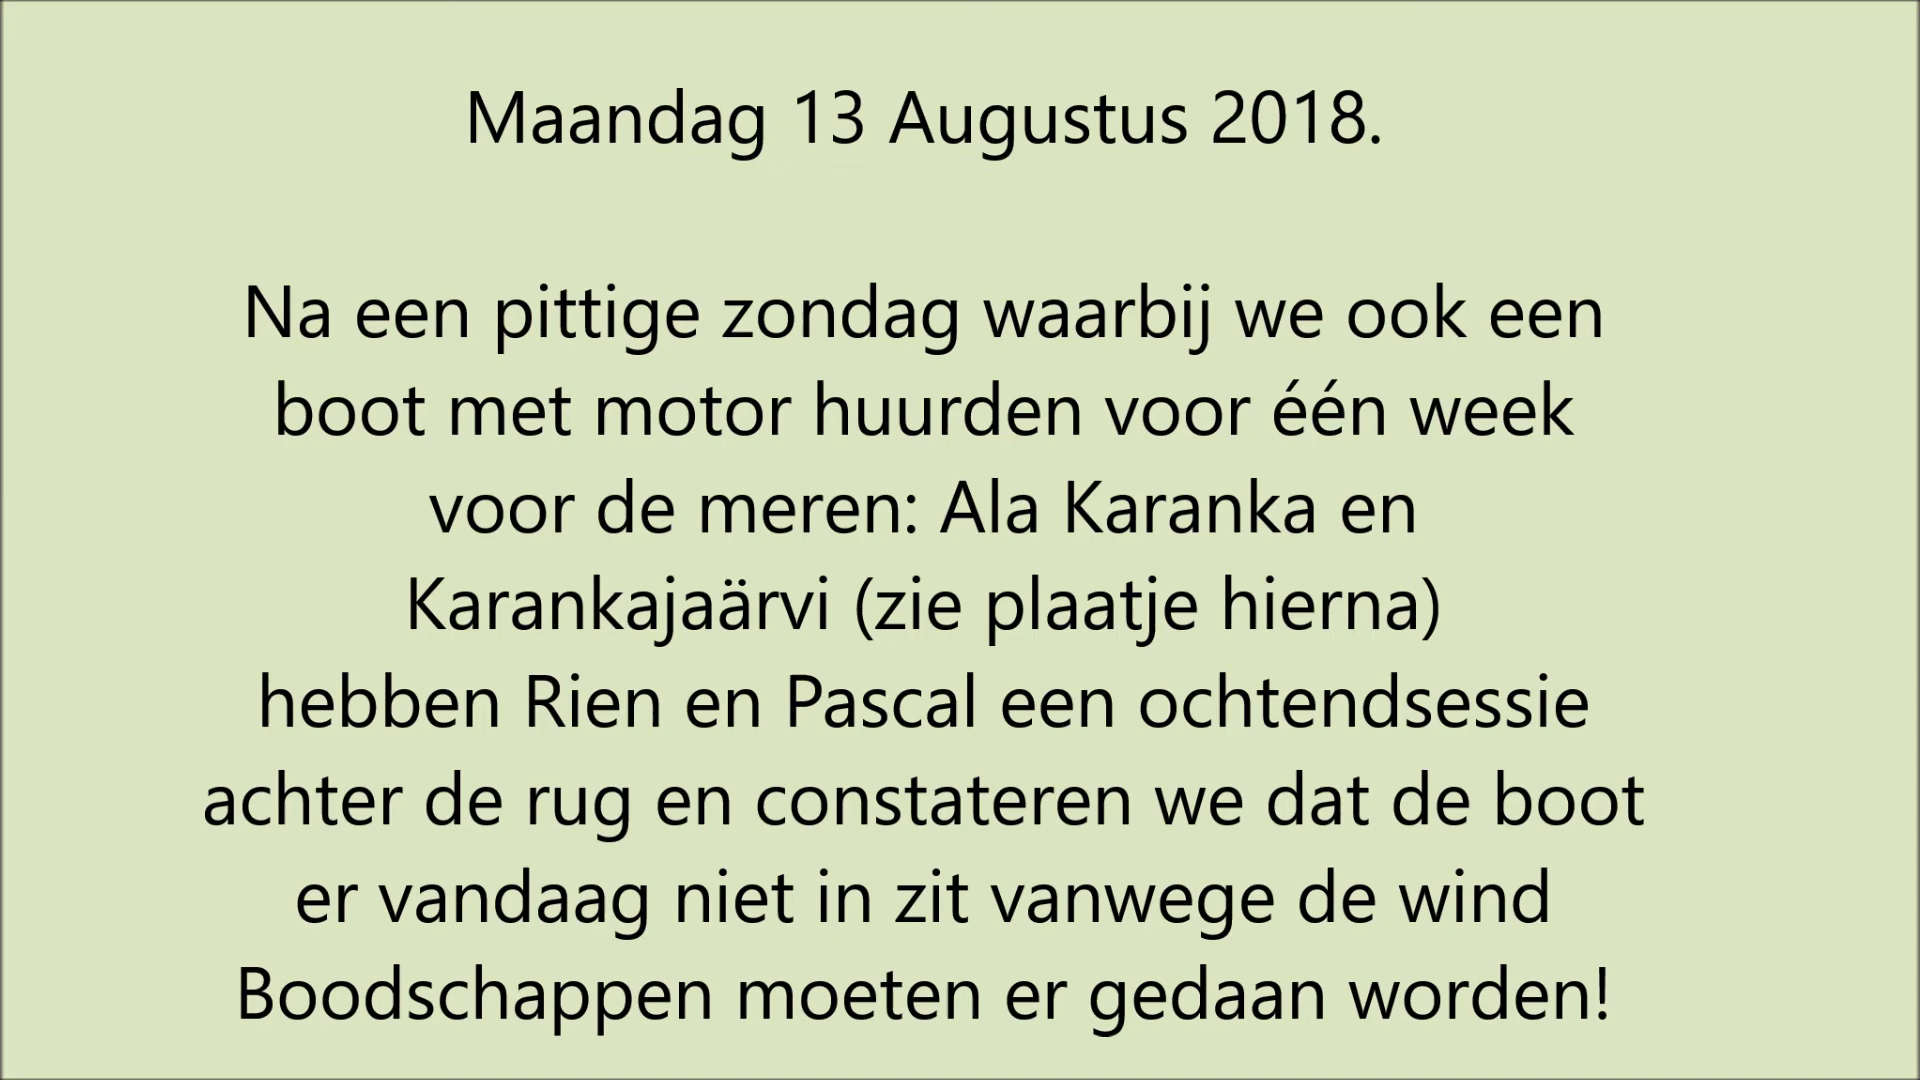 Maandag 13 Augustus 2018.
Na een pittige zondag waarbij we ook een
boot met motor huurden voor één week
voor de meren: Ala Karanka en
Karankajaärvi (zie plaatje hierna)
hebben Rien en Pascal een ochtendsessie
achter de rug en constateren we dat de boot
er vandaag niet in zit vanwege de wind
Boodschappen moeten er gedaan worden!